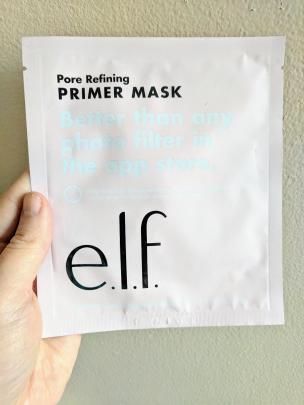 Pore Refining
PRIMER MASK
Better than any
photo filter in
the app store.
e.l.f.